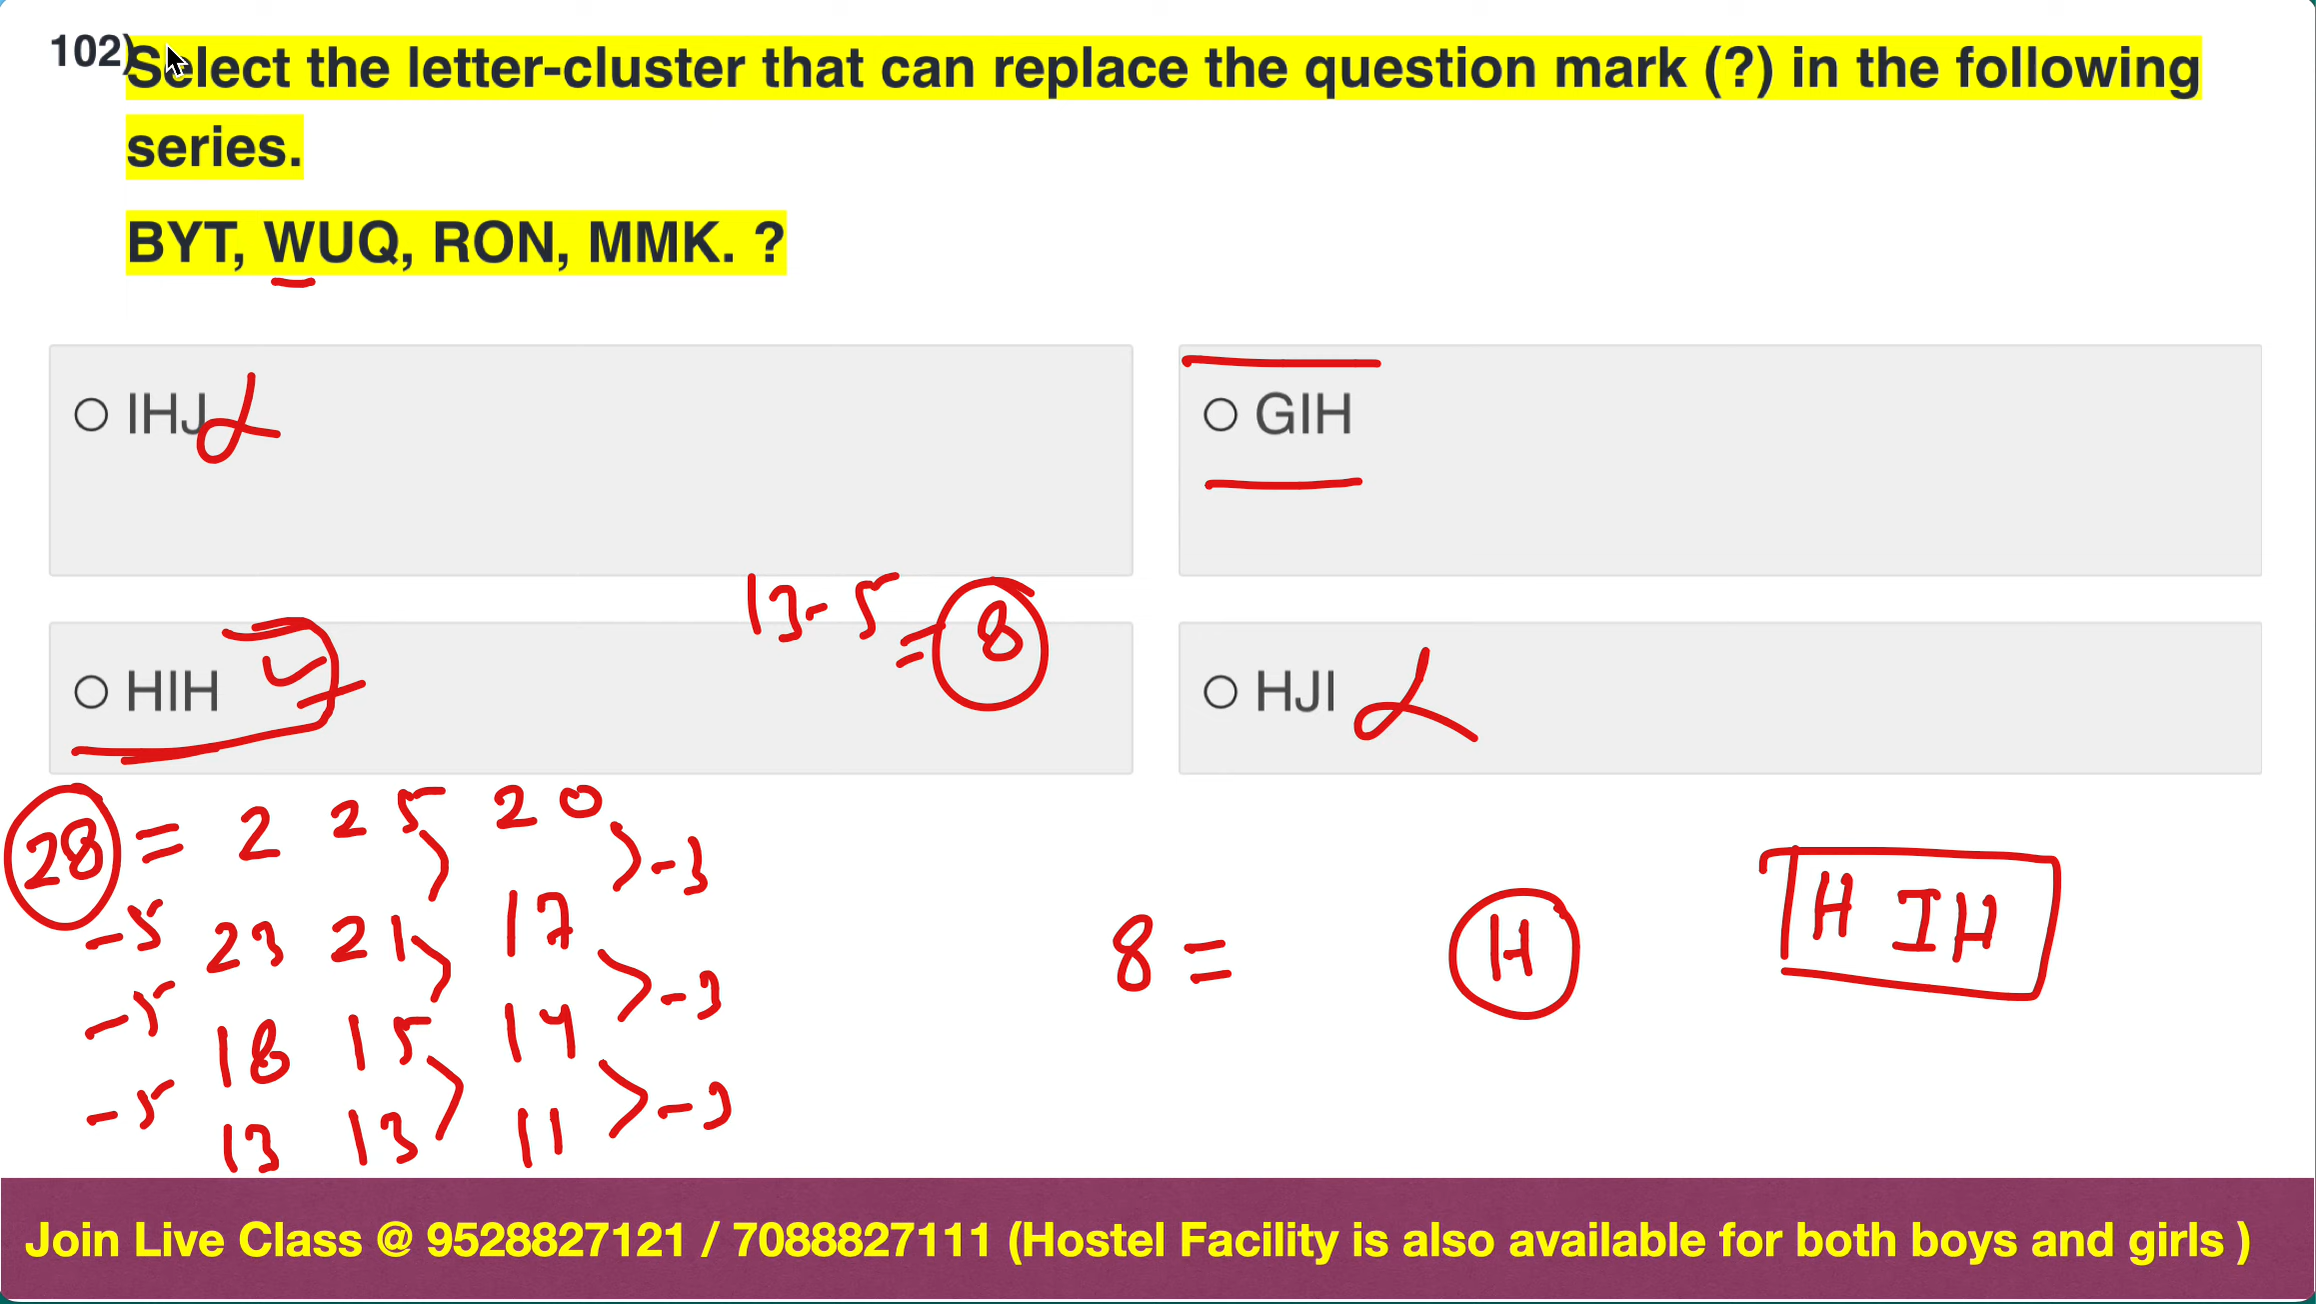 102) Select the letter-cluster that can replace the question mark (?) in the following
series.
BYT, WUQ, RON, MMK. ?
IHJ
GIH
13-5 = 8
HIH
HJI
28 = 2 25 20
-3
-5 23 21 17
-5 -3
18 15 14
-5 -3
13 13 11
8 = H
H I H
Join Live Class @ 9528827121 / 7088827111 (Hostel Facility is also available for both boys and girls )